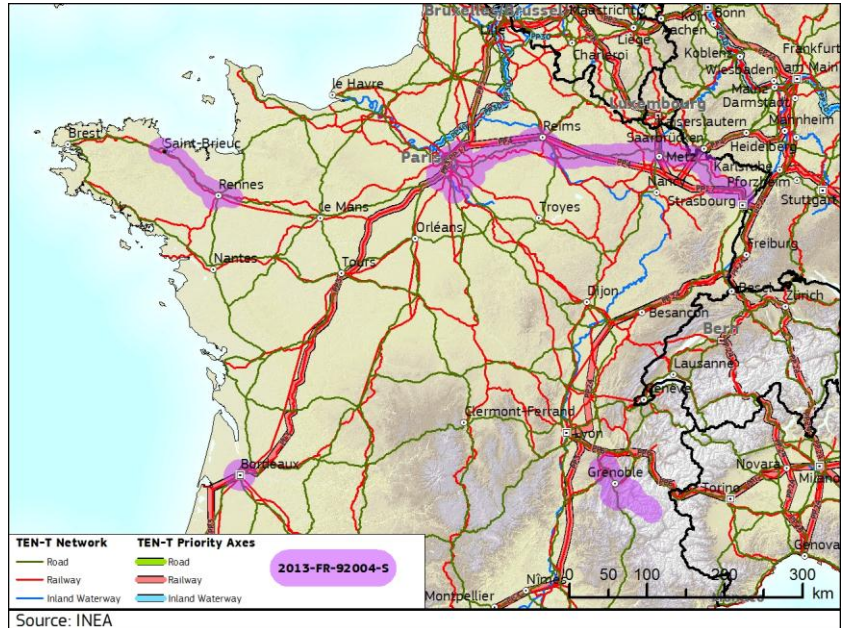 Bruxelles/Brussel
Maastricht
Köln
Bonn
Lille
Liège
Aachen
Charleroi
Koblenz
Frankfurt
am Main
Wiesbaden
Mainz
Luxembourg
Darmstadt
le Havre
Kaiserslautern
Mannheim
Reims
Saarbrücken
Heidelberg
Brest
Saint-Brieuc
Paris
Metz
Karlsruhe
Pforzheim
Rennes
Nancy
Strasbourg
Stuttgart
le Mans
Troyes
Orléans
Freiburg
Nantes
Tours
Dijon
Basel
Zürich
Besançon
Bern
Lausanne
Genève
Clermont-Ferrand
Lyon
Bordeaux
Grenoble
Novara
Milano
Torino
Genova
TEN-T Network
TEN-T Priority Axes
Road
Road
2013-FR-92004-S
Railway
Railway
Inland Waterway
Inland Waterway
Nîmes
Montpellier
0 50 100 200 300
km
Source: INEA